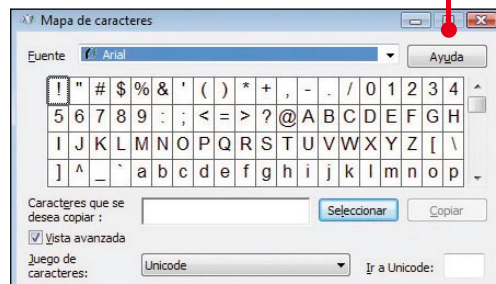 Mapa de caracteres
Fuente Arial Ayuda
! " # $ % & ' ( ) * + , - . / 0 1 2 3 4
5 6 7 8 9 : ; < = > ? @ A B C D E F G H
I J K L M N O P Q R S T U V W X Y Z [ \
] ^ _ ` a b c d e f g h i j k l m n o p
Caracteres que se
desea copiar : Seleccionar Copiar
Vista avanzada
Juego de
caracteres: Unicode Ir a Unicode: